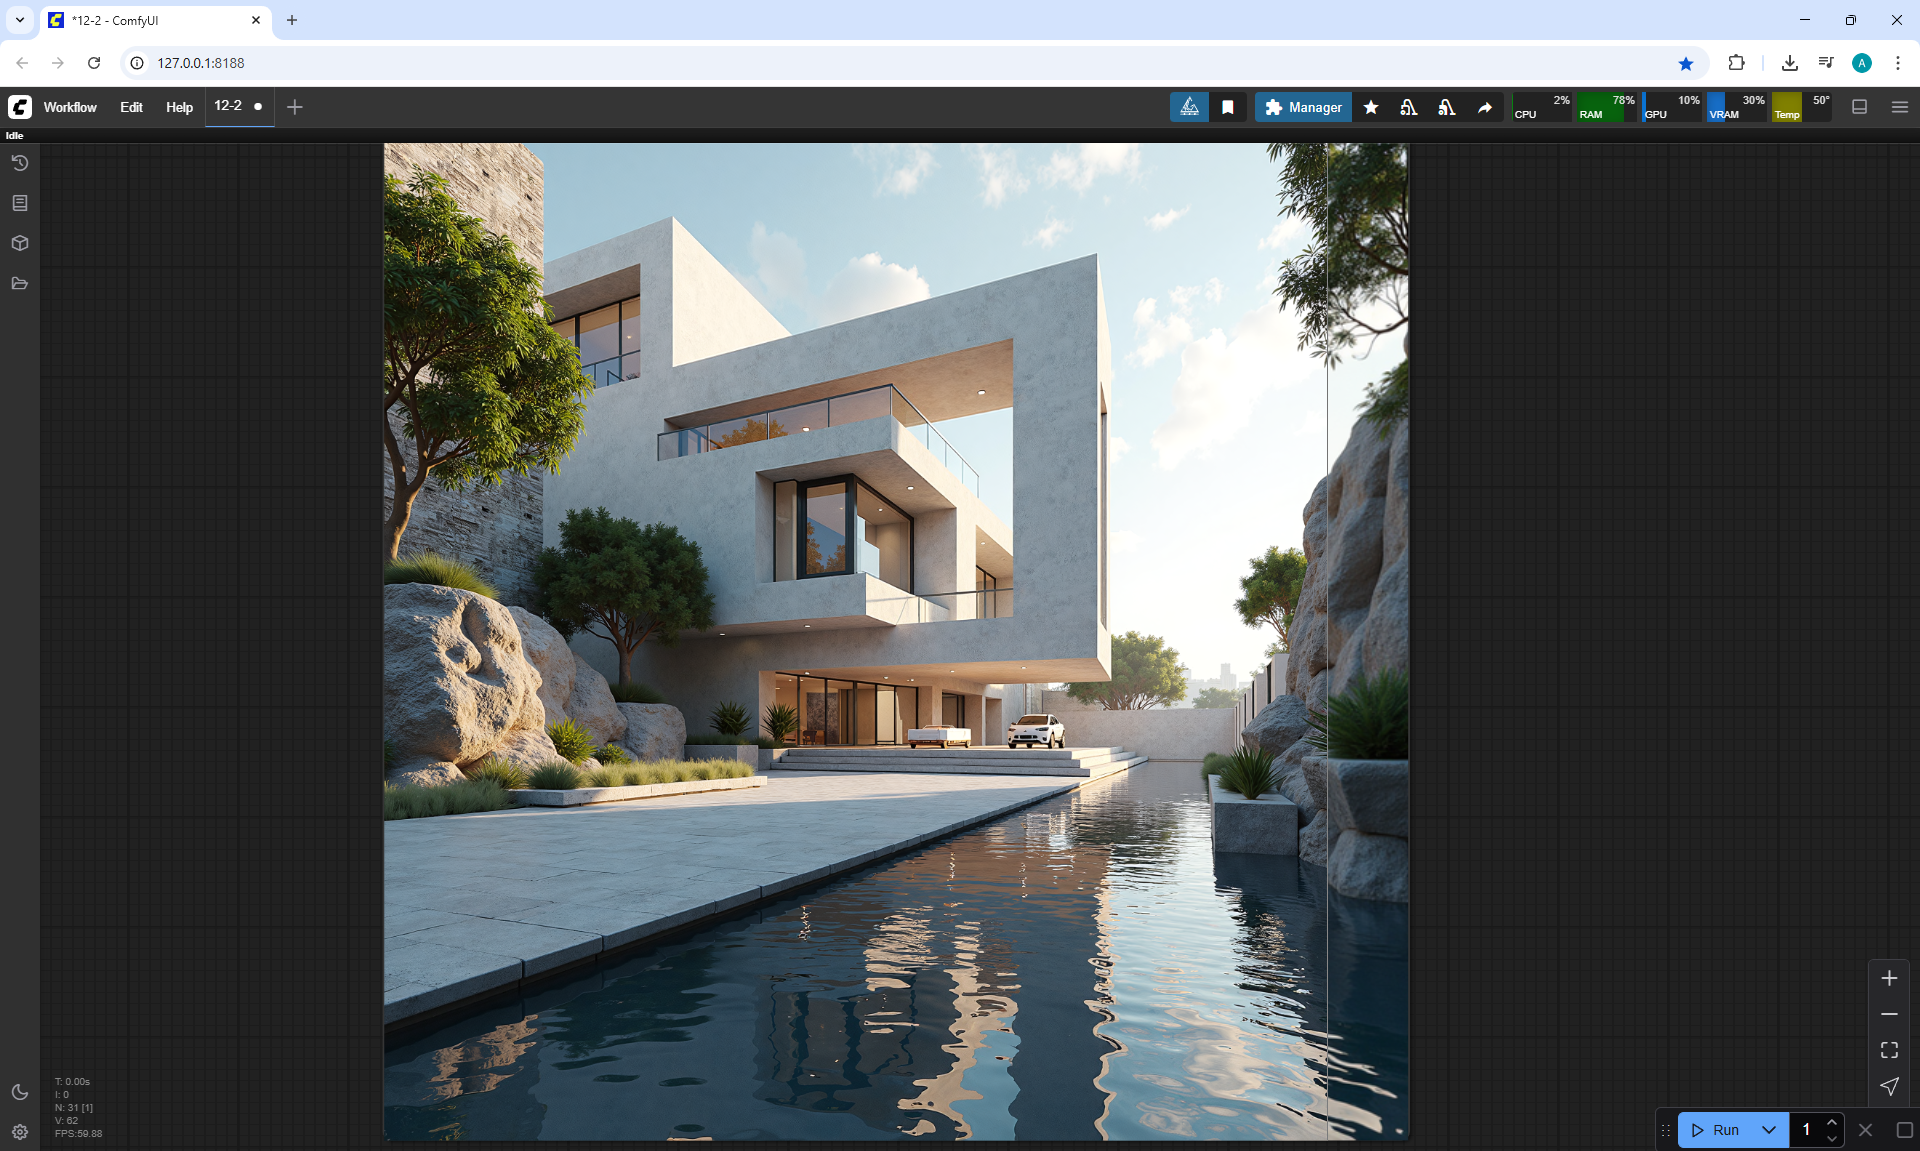 *12-2 - ComfyUI
127.0.0.1:8188
Workflow Edit Help 12-2
Manager
CPU 2% RAM 78% GPU 10% VRAM 30% Temp 50°
Idle
T: 0.00s
I: 0
N: 31 [1]
V: 62
FPS:59.88
Run 1
A